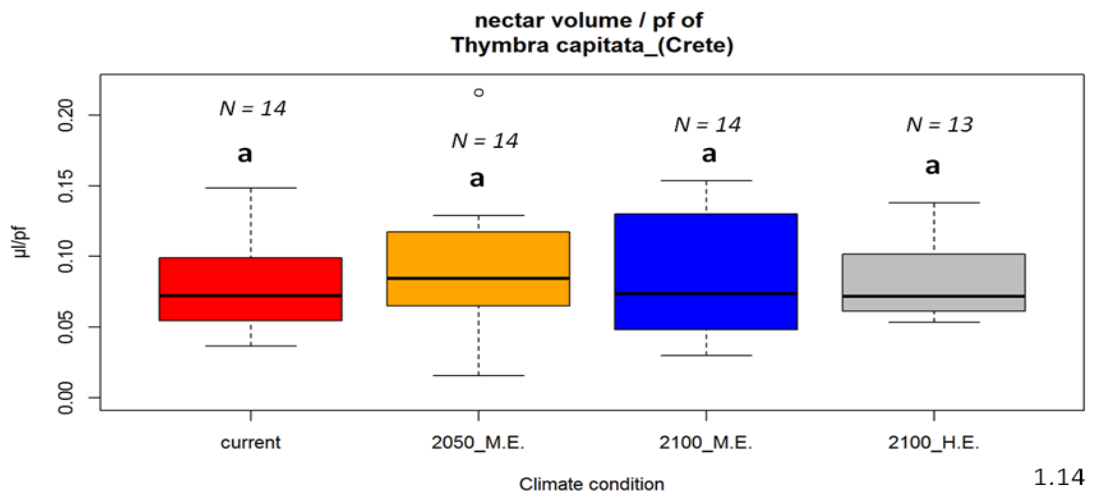 nectar volume / pf of
Thymbra capitata_(Crete)
µl/pf
0.20
0.15
0.10
0.05
0.00
N = 14
a
N = 14
a
N = 14
a
N = 13
a
current
2050_M.E.
2100_M.E.
2100_H.E.
Climate condition
1.14